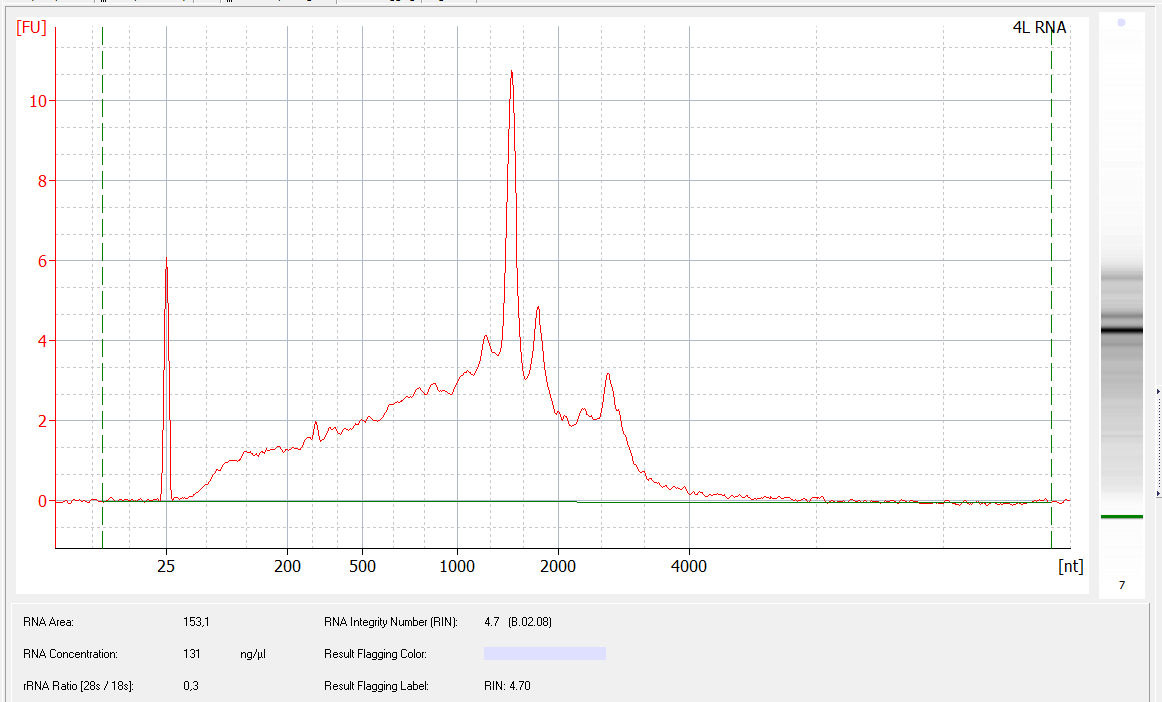 [FU]
4L RNA
10
8
6
4
2
0
25 200 500 1000 2000 4000 [nt]
7
RNA Area: 153,1 RNA Integrity Number (RIN): 4.7 (B.02.08)
RNA Concentration: 131 ng/µl Result Flagging Color:
rRNA Ratio [28s / 18s]: 0,3 Result Flagging Label: RIN: 4.70